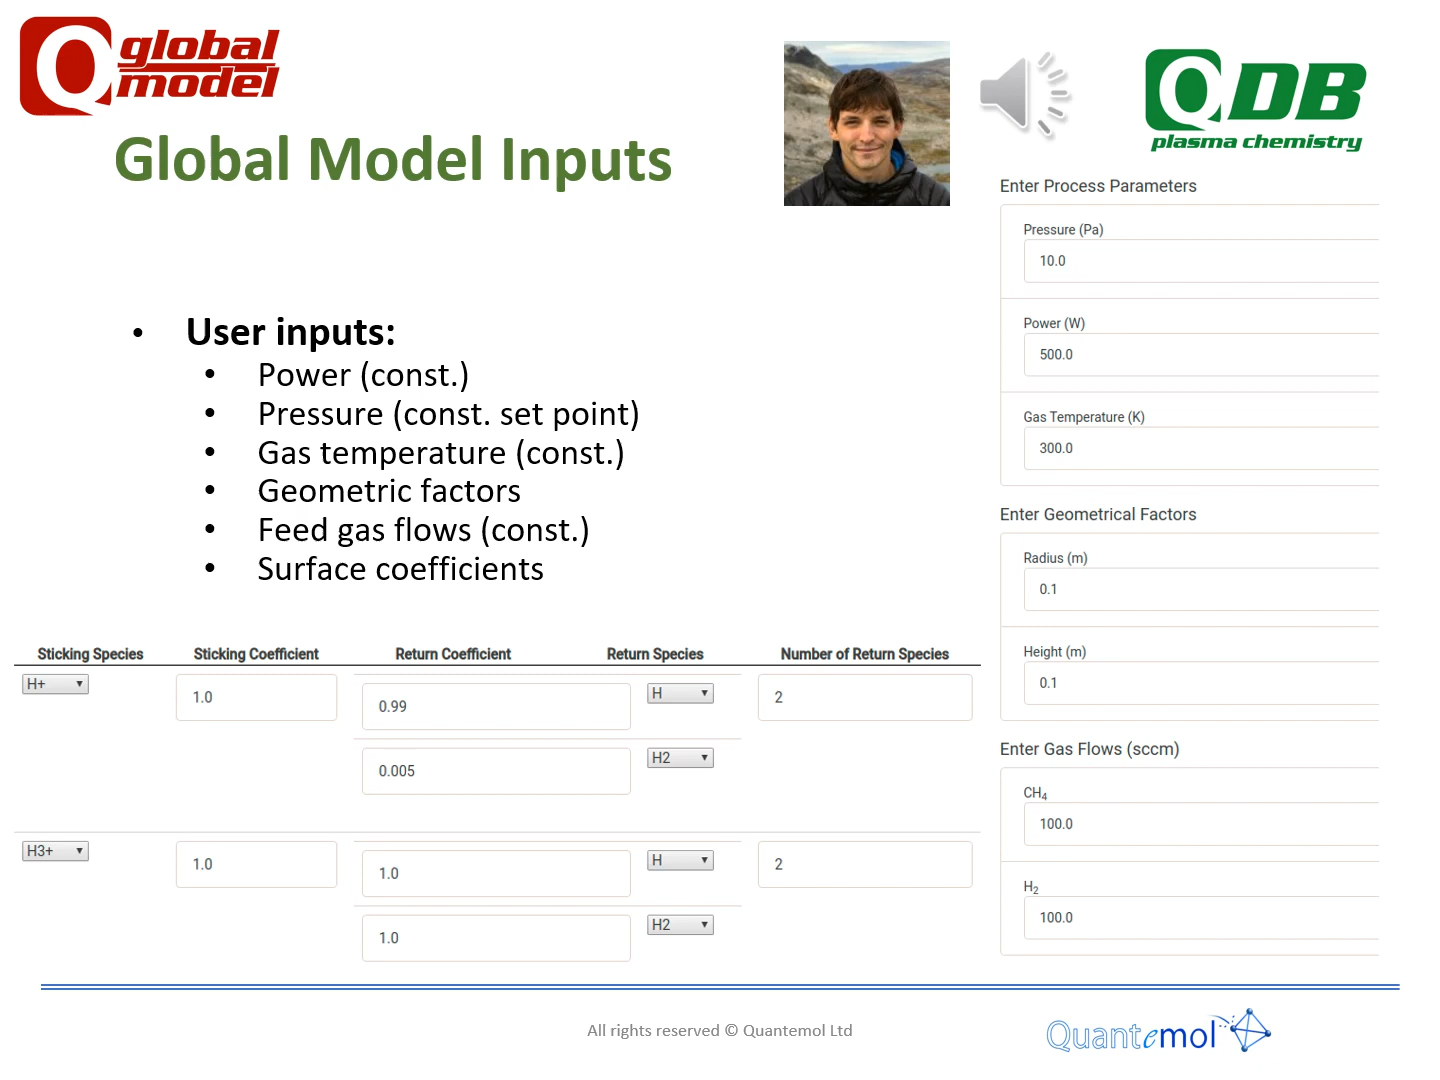 Q global
model
QDB
plasma chemistry
Global Model Inputs
• User inputs:
• Power (const.)
• Pressure (const. set point)
• Gas temperature (const.)
• Geometric factors
• Feed gas flows (const.)
• Surface coefficients
Enter Process Parameters
Pressure (Pa)
10.0
Power (W)
500.0
Gas Temperature (K)
300.0
Enter Geometrical Factors
Radius (m)
0.1
Height (m)
0.1
Enter Gas Flows (sccm)
CH4
100.0
H2
100.0
Sticking Species Sticking Coefficient Return Coefficient Return Species Number of Return Species
H+ 1.0 0.99 H 2
0.005 H2
H3+ 1.0 1.0 H 2
1.0 H2
All rights reserved © Quantemol Ltd
Quantemol